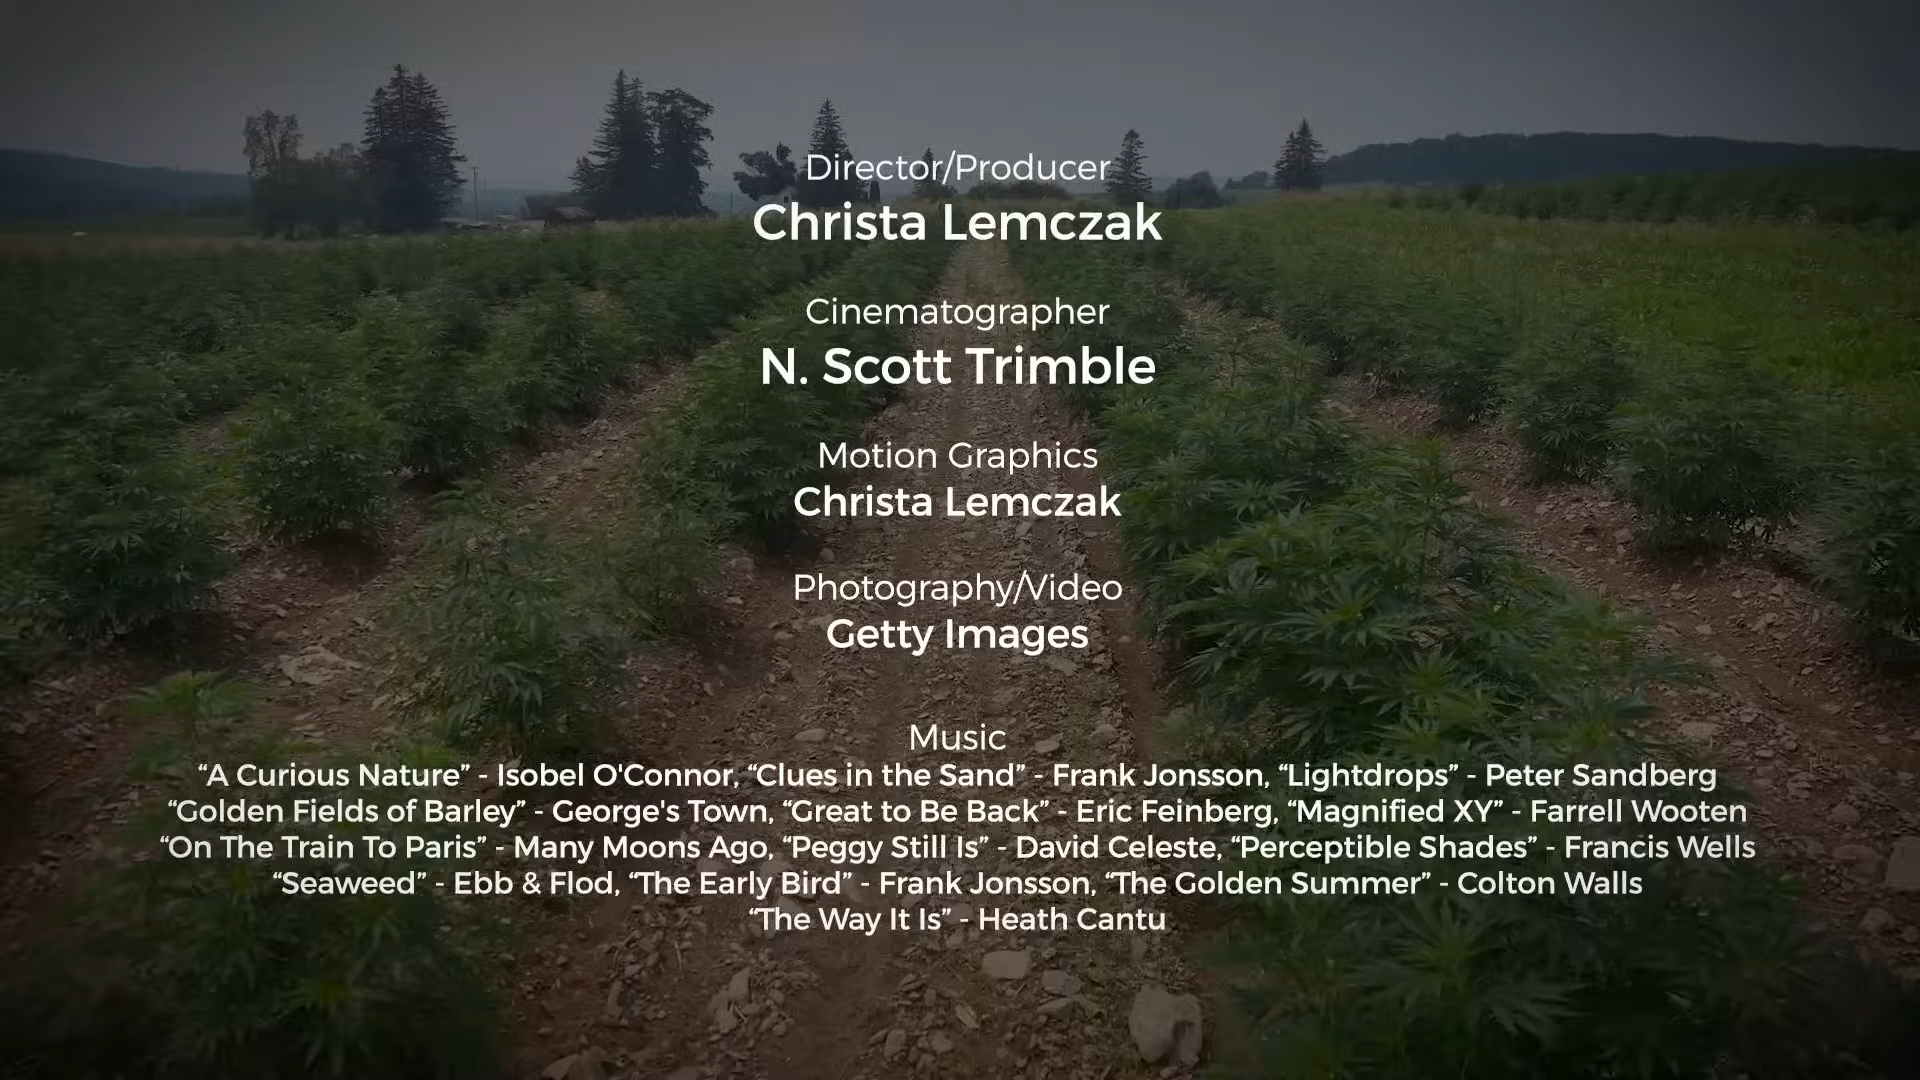 Director/Producer
Christa Lemczak
Cinematographer
N. Scott Trimble
Motion Graphics
Christa Lemczak
Photography/Video
Getty Images
Music
“A Curious Nature” - Isobel O'Connor, “Clues in the Sand” - Frank Jonsson, “Lightdrops” - Peter Sandberg
“Golden Fields of Barley” - George's Town, “Great to Be Back” - Eric Feinberg, “Magnified XY” - Farrell Wooten
“On The Train To Paris” - Many Moons Ago, “Peggy Still Is” - David Celeste, “Perceptible Shades” - Francis Wells
“Seaweed” - Ebb & Flod, “The Early Bird” - Frank Jonsson, “The Golden Summer” - Colton Walls
“The Way It Is” - Heath Cantu